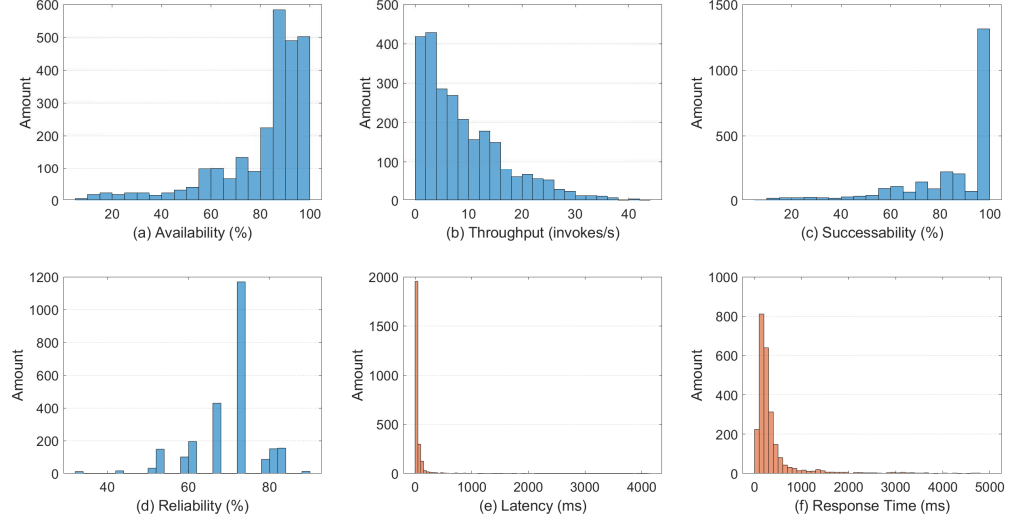 600
500
400
300
200
100
0
Amount
20 40 60 80 100
(a) Availability (%)
500
400
300
200
100
0
Amount
0 10 20 30 40
(b) Throughput (invokes/s)
1500
1000
500
0
Amount
20 40 60 80 100
(c) Successability (%)
1200
1000
800
600
400
200
0
Amount
40 60 80
(d) Reliability (%)
2000
1500
1000
500
0
Amount
0 1000 2000 3000 4000
(e) Latency (ms)
1000
800
600
400
200
0
Amount
0 1000 2000 3000 4000 5000
(f) Response Time (ms)